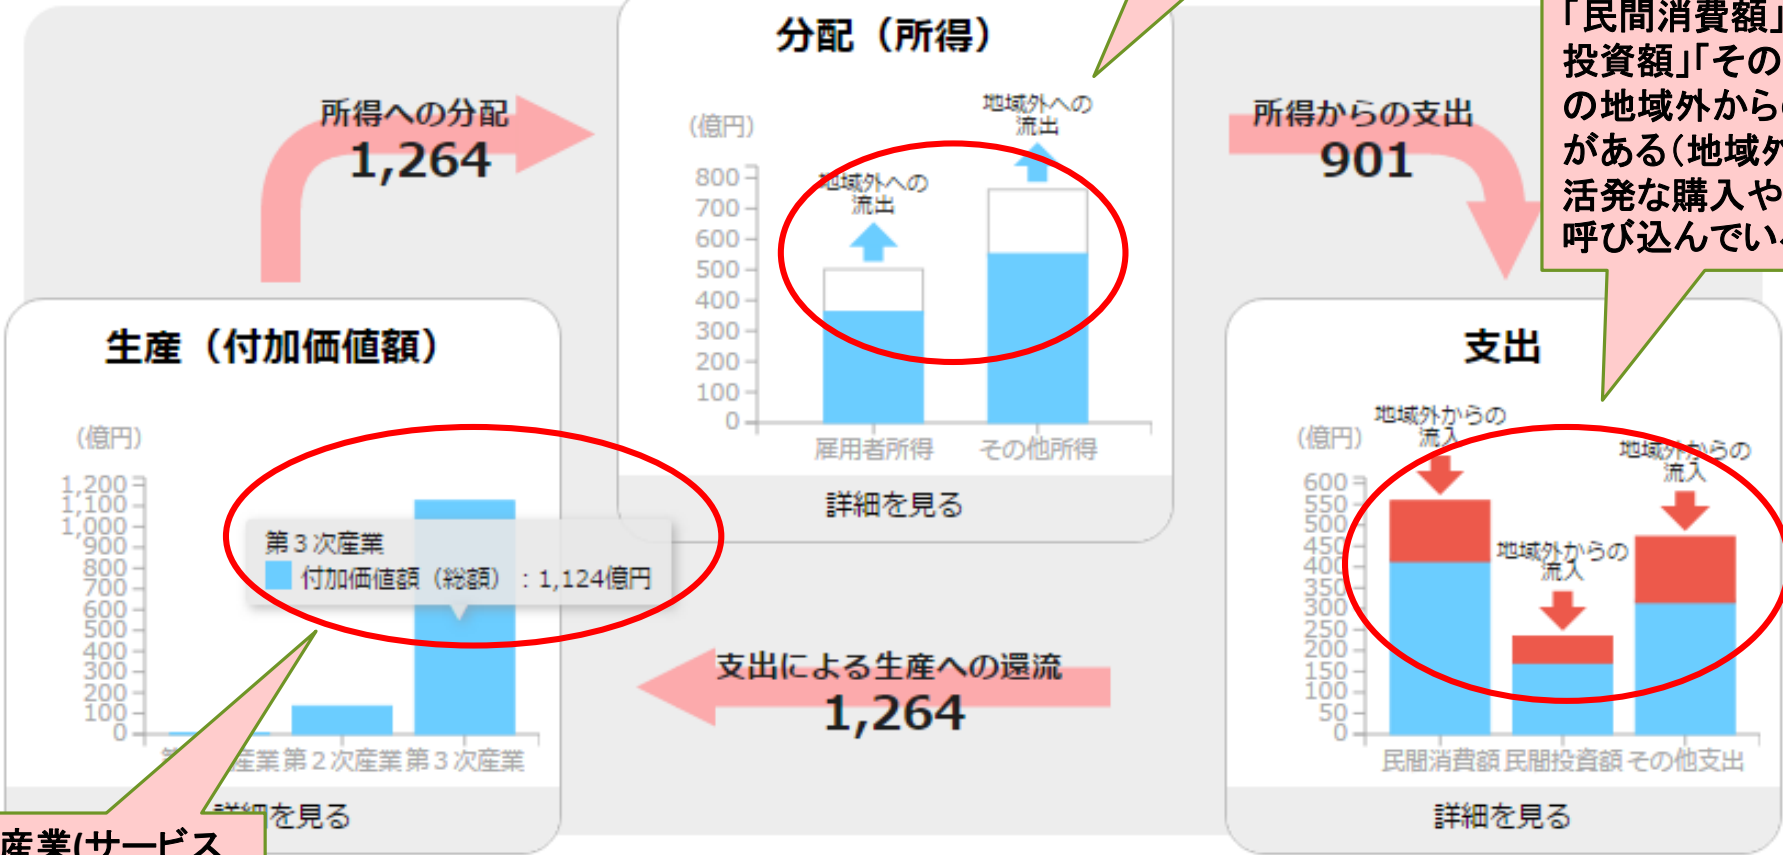 分配（所得）
「民間消費額」
投資額」「その
の地域外から
がある（地域外
活発な購入や
呼び込んでい
所得への分配
1,264
所得からの支出
901
（億円）
地域外への
流出
地域外への
流出
800
700
600
500
400
300
200
100
0
雇用者所得
その他所得
詳細を見る
生産（付加価値額）
（億円）
1,200
1,100
1,000
900
800
700
600
500
400
300
200
100
0
第３次産業
付加価値額（総額）：1,124億円
産業
第２次産業
第３次産業
詳細を見る
産業(サービス
支出による生産への還流
1,264
支出
（億円）
地域外からの
流入
地域外からの
流入
地域外からの
流入
600
550
500
450
400
350
300
250
200
150
100
50
0
民間消費額
民間投資額
その他支出
詳細を見る